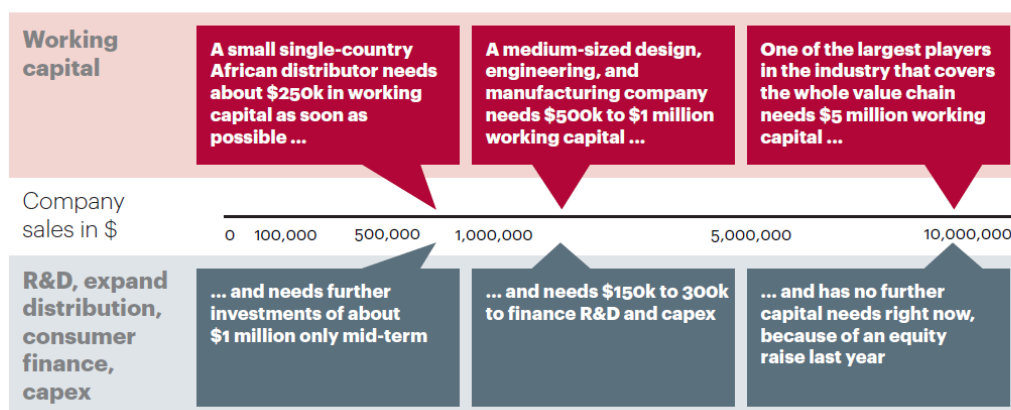 Working
capital
A small single-country
African distributor needs
about $250k in working
capital as soon as
possible ...
A medium-sized design,
engineering, and
manufacturing company
needs $500k to $1 million
working capital ...
One of the largest players
in the industry that covers
the whole value chain
needs $5 million working
capital ...
Company
sales in $
0 100,000 500,000 1,000,000 5,000,000 10,000,000
R&D, expand
distribution,
consumer
finance,
capex
... and needs further
investments of about
$1 million only mid-term
... and needs $150k to 300k
to finance R&D and capex
... and has no further
capital needs right now,
because of an equity
raise last year